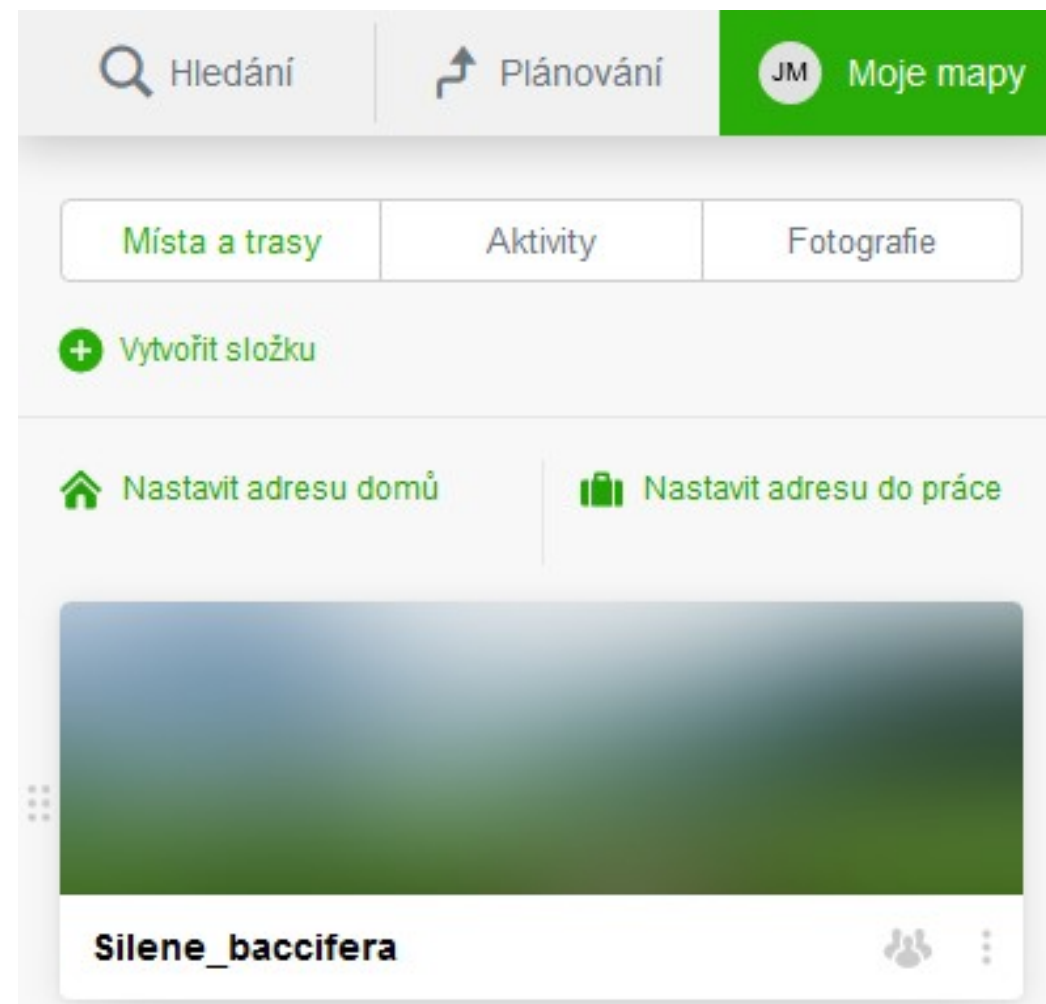 Hledání
Plánování
JM
Moje mapy
Místa a trasy
Aktivity
Fotografie
Vytvořit složku
Nastavit adresu domů
Nastavit adresu do práce
Silene_baccifera